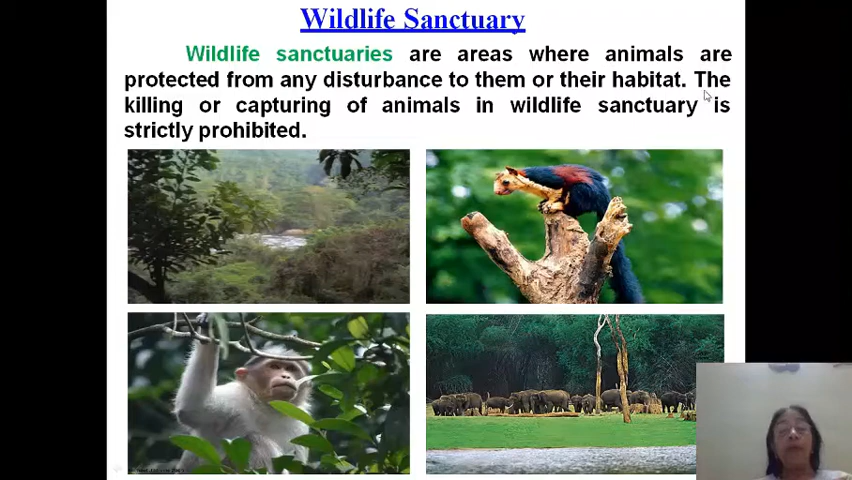 Wildlife Sanctuary
Wildlife sanctuaries are areas where animals are
protected from any disturbance to them or their habitat. The
killing or capturing of animals in wildlife sanctuary is
strictly prohibited.